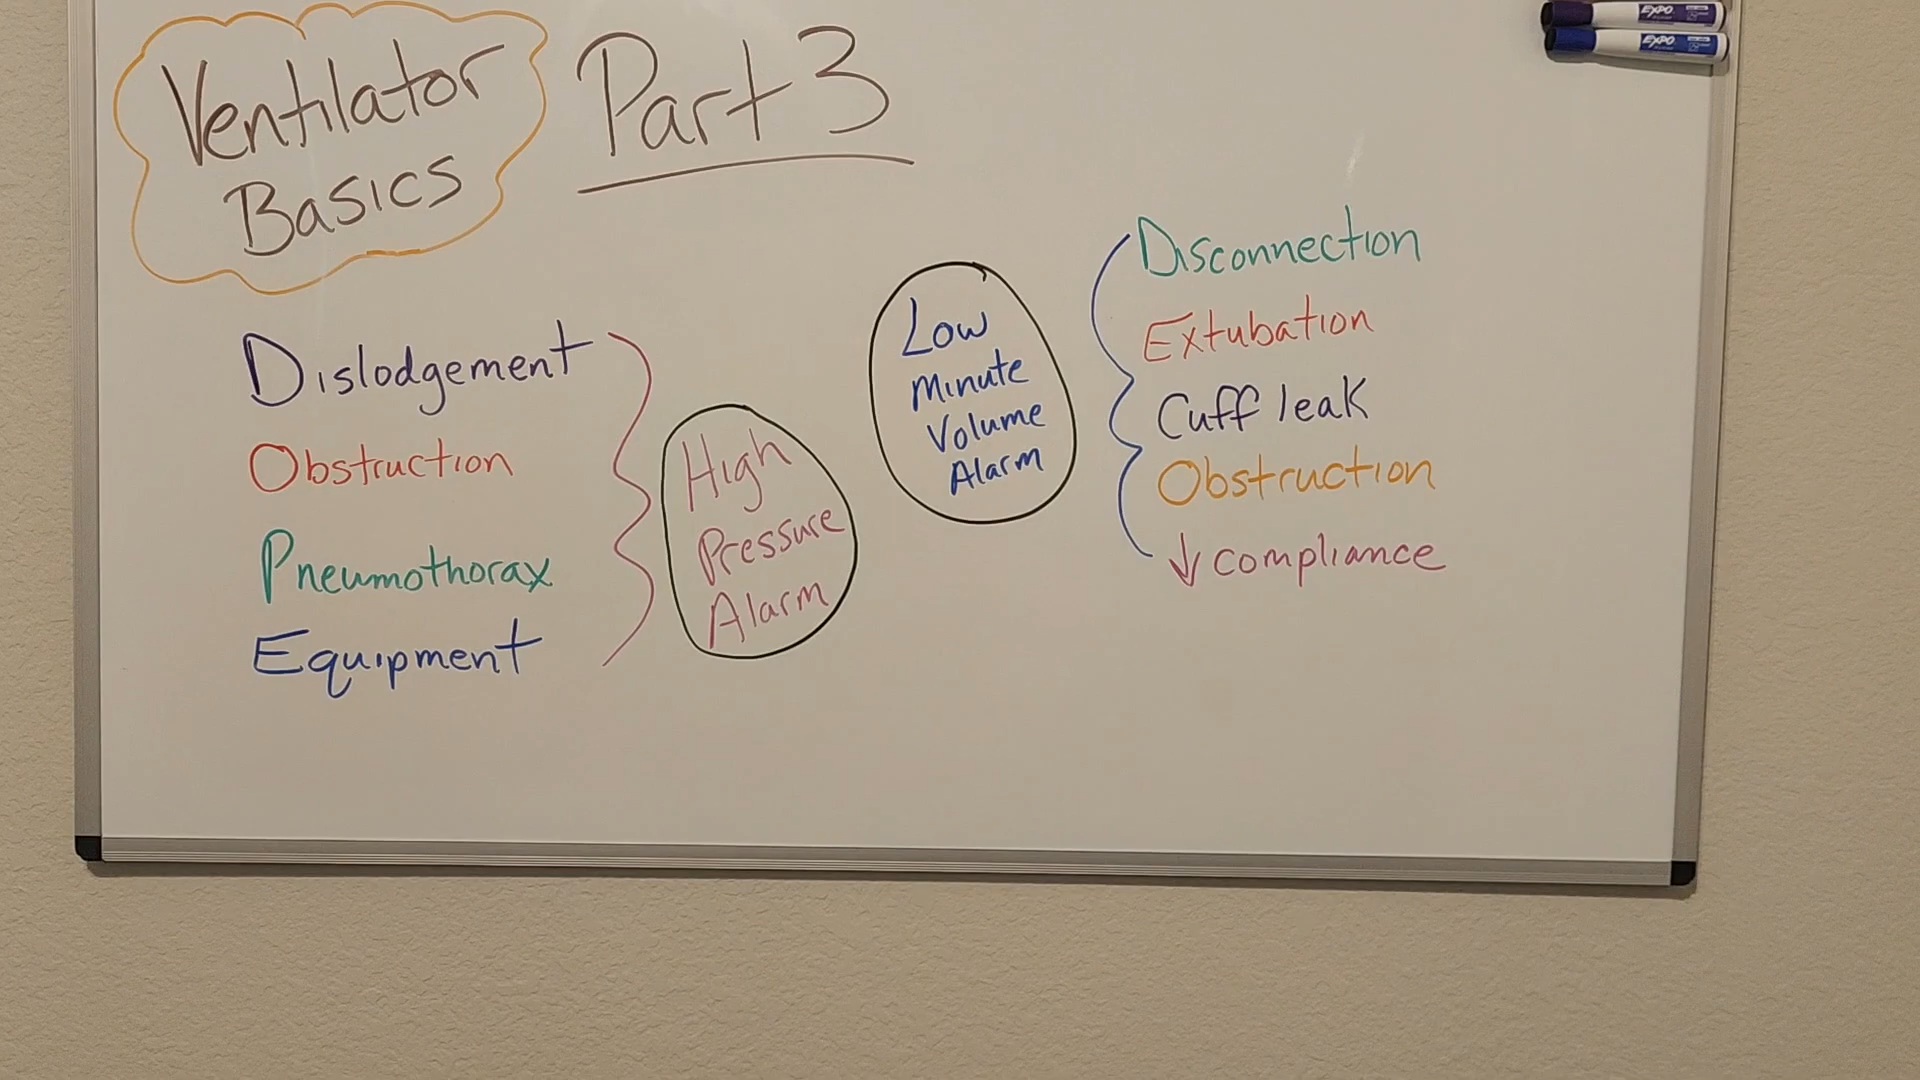 Ventilator
Basics
Part 3
Dislodgement
Obstruction
Pneumothorax
Equipment
High
Pressure
Alarm
Low
Minute
Volume
Alarm
Disconnection
Extubation
Cuff leak
Obstruction
↓ compliance
EXPO
EXPO